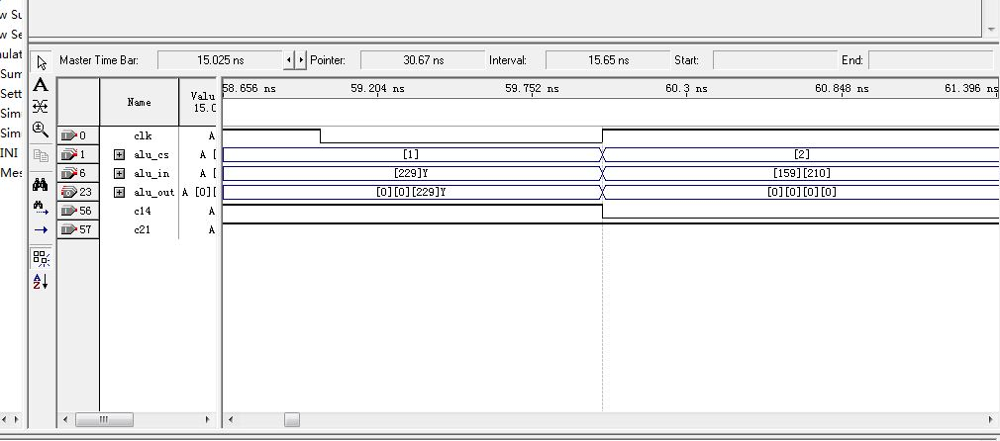 w Su
w Se
nulat
Sum
Sett
Sim
Sim
INI
Mes
Master Time Bar: 15.025 ns Pointer: 30.67 ns Interval: 15.65 ns Start: End:
A
Name Valu 15.0
58.656 ns 59.204 ns 59.752 ns 60.3 ns 60.848 ns 61.396 ns
0 clk A
1 alu_cs A [ [1] [2]
6 alu_in A [ [229]Y [159][210]
23 alu_out A [0][ [0][0][229]Y [0][0][0][0]
56 c14 A
57 c21 A
A
Z